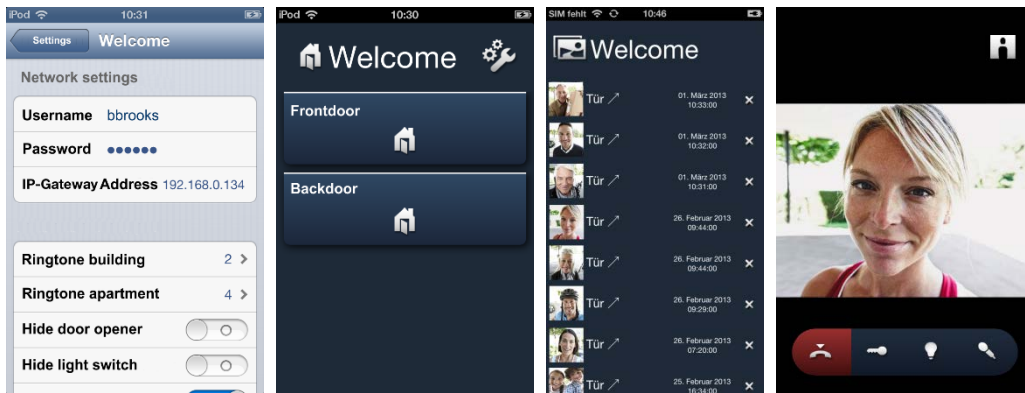 iPod 10:31
Settings Welcome
Network settings
Username bbrooks
Password ●●●●●●
IP-Gateway Address 192.168.0.134
Ringtone building 2
Ringtone apartment 4
Hide door opener
Hide light switch
iPod 10:30
Welcome
Frontdoor
Backdoor
SIM fehlt 10:46
Welcome
Tür 01. März 2013
10:33:00
Tür 01. März 2013
10:32:00
Tür 01. März 2013
10:31:00
Tür 26. Februar 2013
09:44:00
Tür 26. Februar 2013
09:44:00
Tür 26. Februar 2013
09:29:00
Tür 26. Februar 2013
07:20:00
Tür 25. Februar 2013
16:34:00